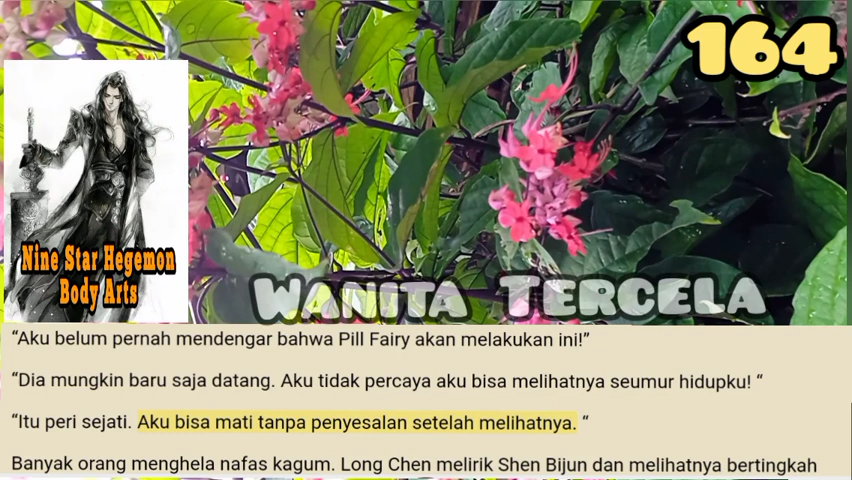 164
Nine Star Hegemon
Body Arts
WANITA TERCELA
“Aku belum pernah mendengar bahwa Pill Fairy akan melakukan ini!”
“Dia mungkin baru saja datang. Aku tidak percaya aku bisa melihatnya seumur hidupku! “
“Itu peri sejati. Aku bisa mati tanpa penyesalan setelah melihatnya. “
Banyak orang menghela nafas kagum. Long Chen melirik Shen Bijun dan melihatnya bertingkah